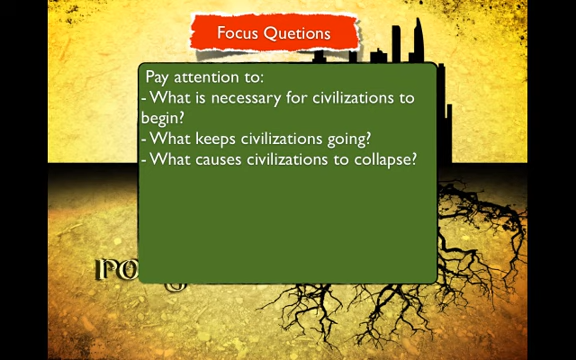 Focus Quetions
Pay attention to:
- What is necessary for civilizations to
begin?
- What keeps civilizations going?
- What causes civilizations to collapse?